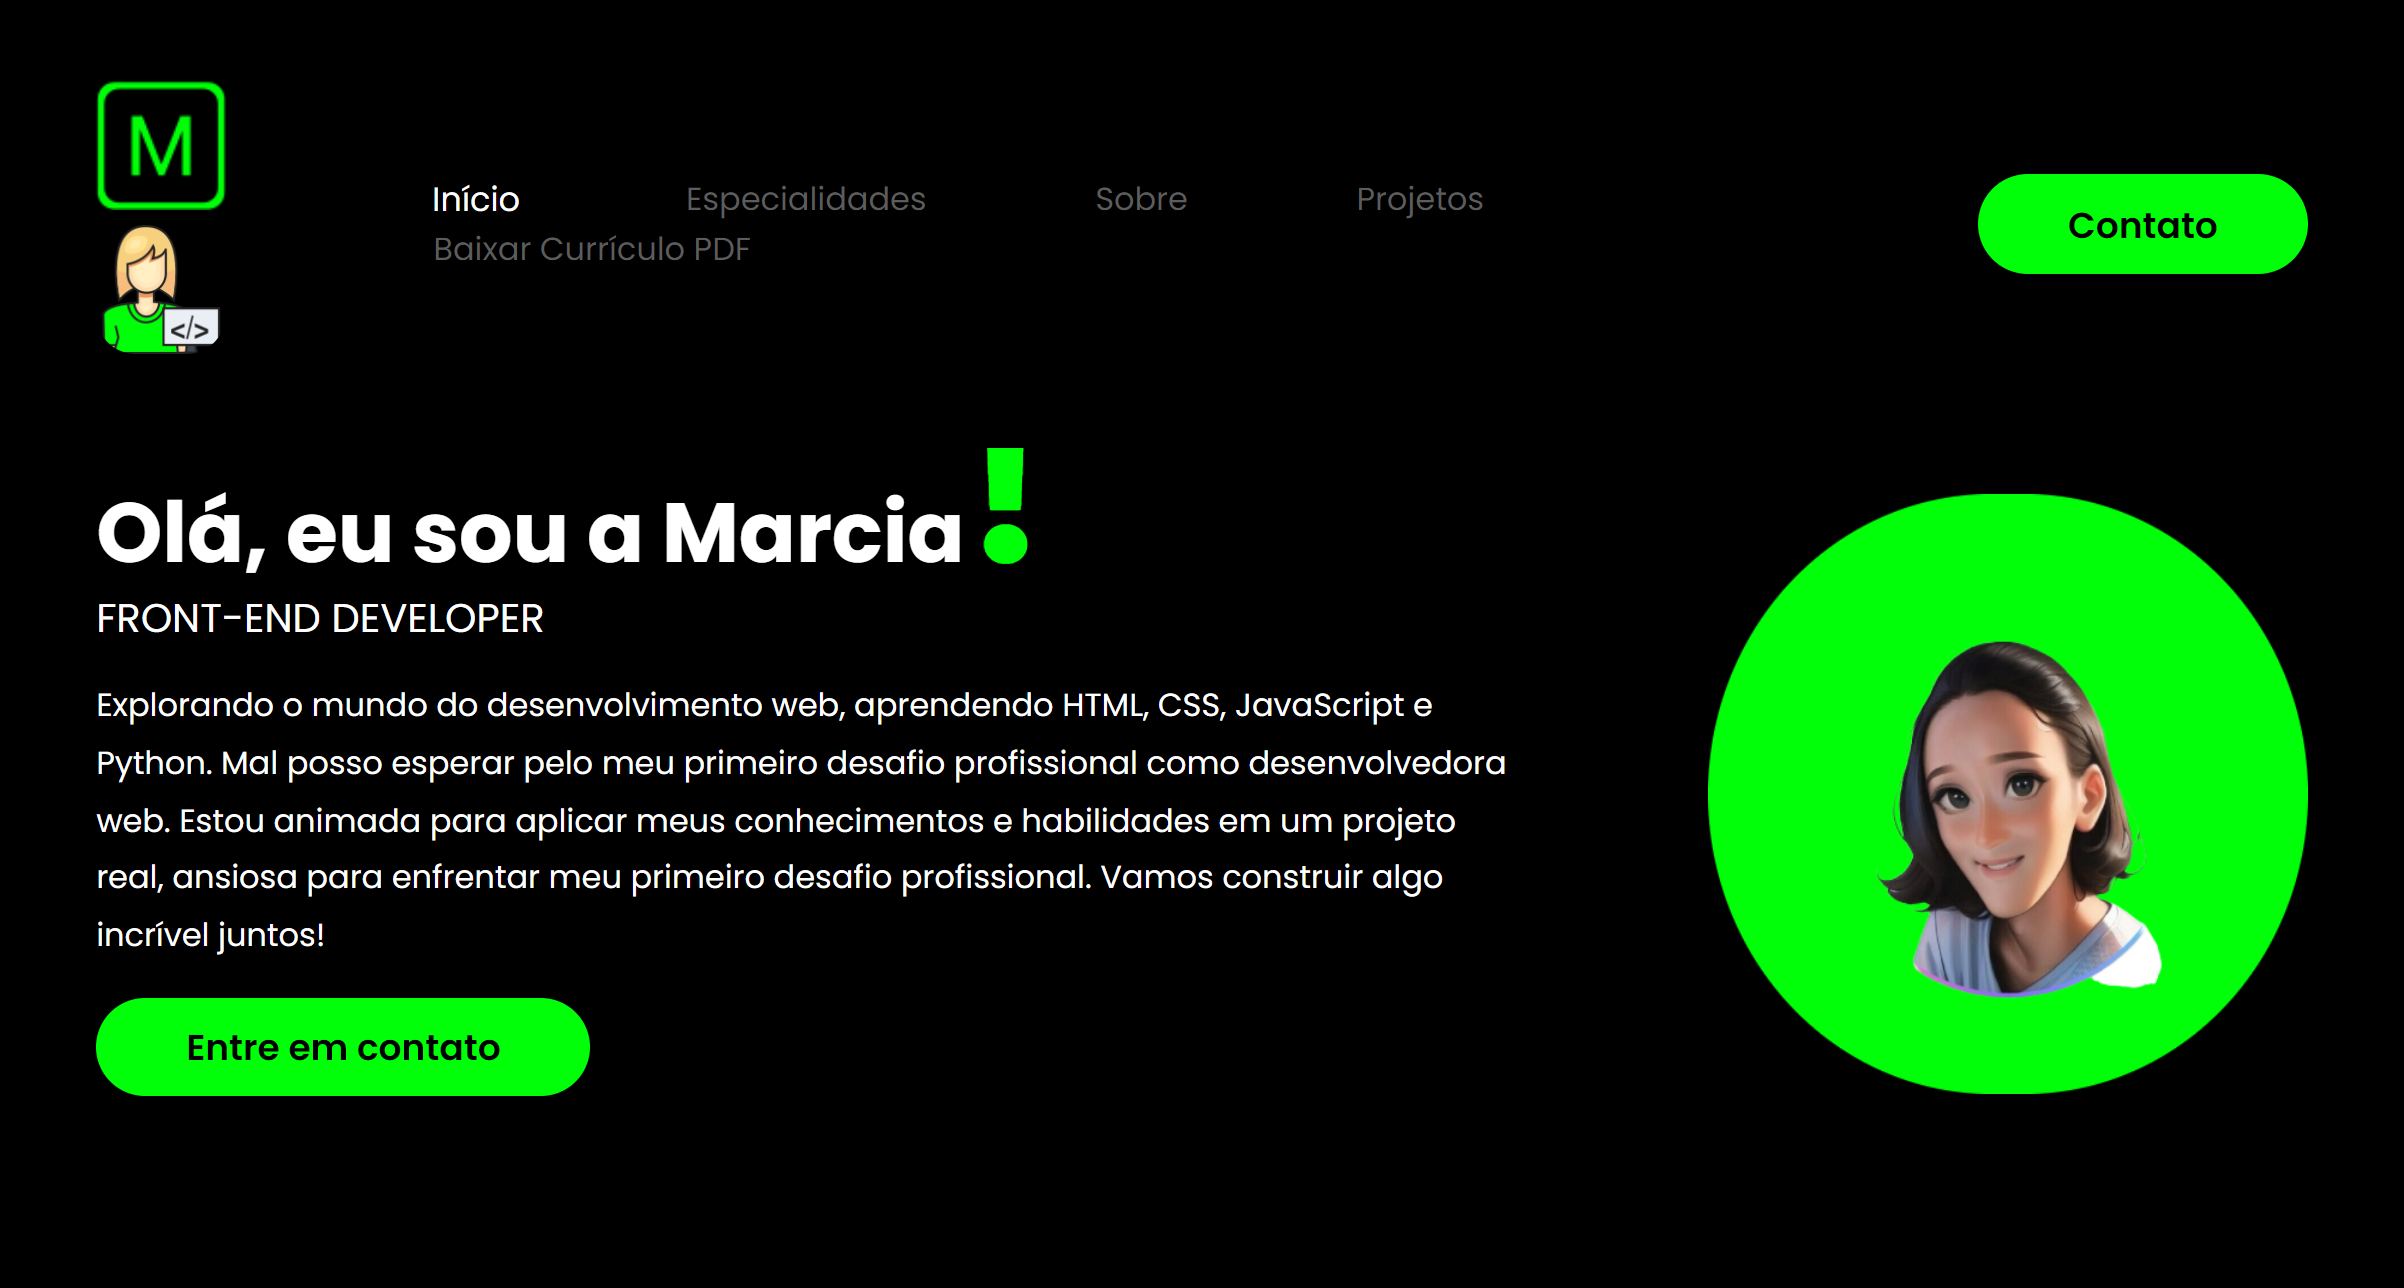 M
Início Especialidades Sobre Projetos
Baixar Currículo PDF
Contato
</>
Olá, eu sou a Marcia!
FRONT-END DEVELOPER
Explorando o mundo do desenvolvimento web, aprendendo HTML, CSS, JavaScript e
Python. Mal posso esperar pelo meu primeiro desafio profissional como desenvolvedora
web. Estou animada para aplicar meus conhecimentos e habilidades em um projeto
real, ansiosa para enfrentar meu primeiro desafio profissional. Vamos construir algo
incrível juntos!
Entre em contato